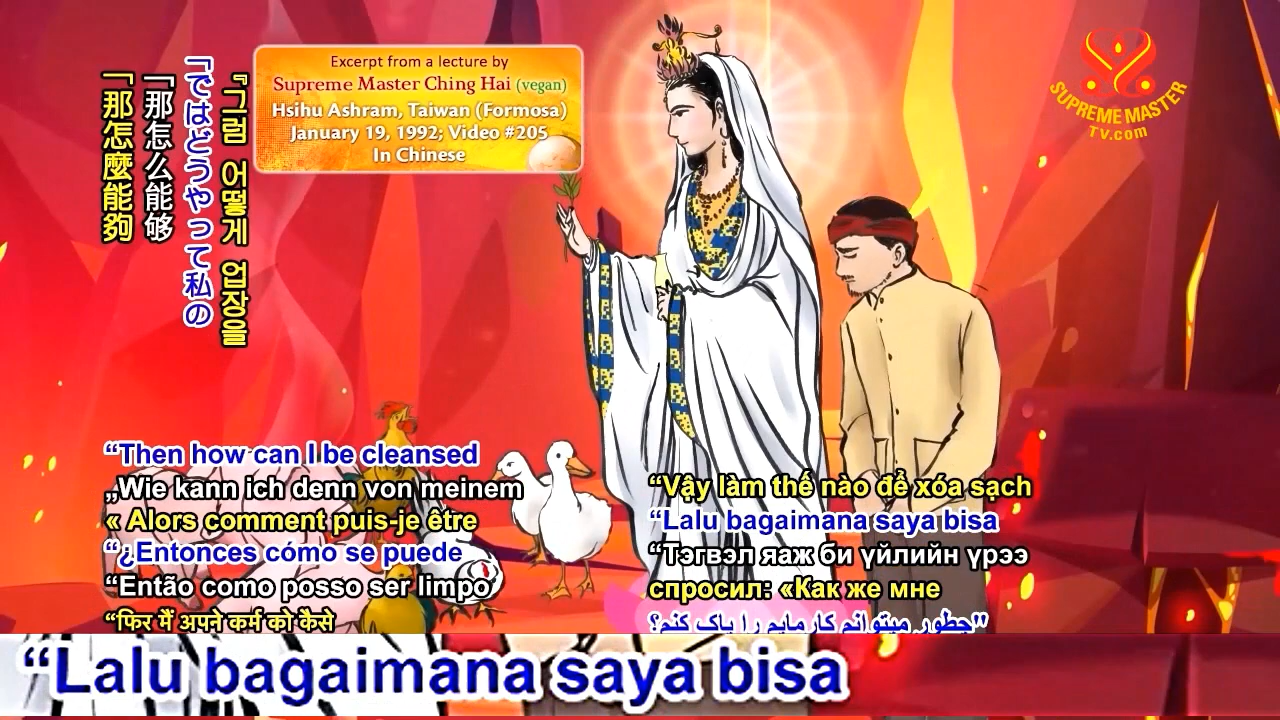 Excerpt from a lecture by
Supreme Master Ching Hai (vegan)
Hsihu Ashram, Taiwan (Formosa)
January 19, 1992; Video #205
In Chinese
SUPREME MASTER
TV.com
『그럼 어떻게 업장을
「ではどうやって私の
「那怎么能够
「那怎麼能夠
“Then how can I be cleansed
„Wie kann ich denn von meinem
« Alors comment puis-je être
“¿Entonces cómo se puede
“Então como posso ser limpo
“फिर मैं अपने कर्म को कैसे
“Vậy làm thế nào để xóa sạch
“Lalu bagaimana saya bisa
“Тэгвэл яаж би үйлийн үрээ
спросил: «Как же мне
"چطور میتوانم کارمایم را پاک کنم؟
“Lalu bagaimana saya bisa